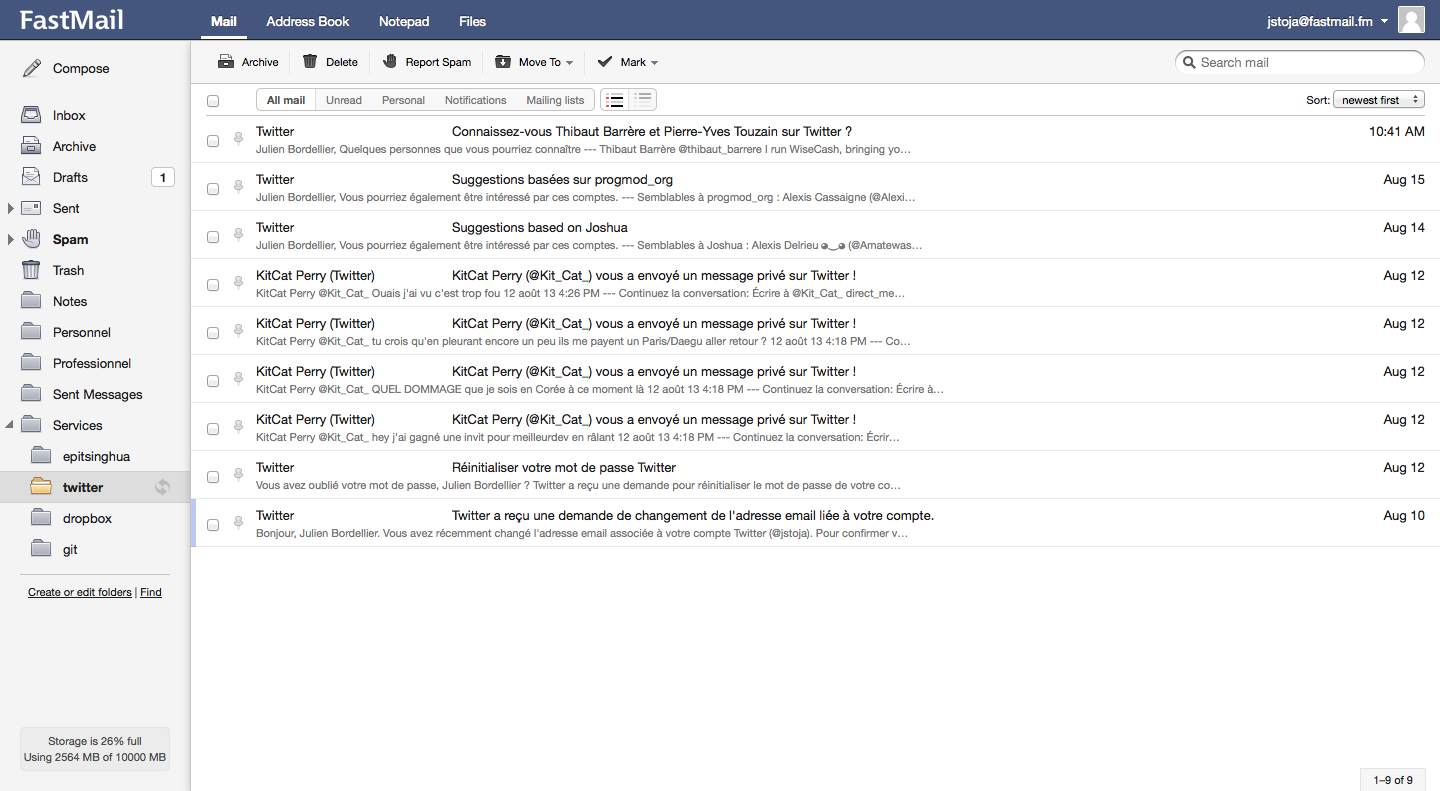 FastMail
Mail Address Book Notepad Files jstoja@fastmail.fm
Compose
Inbox
Archive
Drafts 1
Sent
Spam
Trash
Notes
Personnel
Professionnel
Sent Messages
Services
epitsinghua
twitter
dropbox
git
Create or edit folders | Find
Storage is 26% full
Using 2564 MB of 10000 MB
Archive Delete Report Spam Move To Mark Search mail
All mail Unread Personal Notifications Mailing lists Sort: newest first
Twitter Connaissez-vous Thibaut Barrère et Pierre-Yves Touzain sur Twitter ? 10:41 AM
Julien Bordellier, Quelques personnes que vous pourriez connaître --- Thibaut Barrère @thibaut_barrere I run WiseCash, bringing yo…
Twitter Suggestions basées sur progmod_org Aug 15
Julien Bordellier, Vous pourriez également être intéressé par ces comptes. --- Semblables à progmod_org : Alexis Cassaigne (@Alexi…
Twitter Suggestions based on Joshua Aug 14
Julien Bordellier, Vous pourriez également être intéressé par ces comptes. --- Semblables à Joshua : Alexis Delrieu ◕‿◕ (@Amatewas…
KitCat Perry (Twitter) KitCat Perry (@Kit_Cat_) vous a envoyé un message privé sur Twitter ! Aug 12
KitCat Perry @Kit_Cat_ Ouais j'ai vu c'est trop fou 12 août 13 4:26 PM --- Continuez la conversation: Écrire à @Kit_Cat_ direct_me…
KitCat Perry (Twitter) KitCat Perry (@Kit_Cat_) vous a envoyé un message privé sur Twitter ! Aug 12
KitCat Perry @Kit_Cat_ tu crois qu'en pleurant encore un peu ils me payent un Paris/Daegu aller retour ? 12 août 13 4:18 PM --- Co…
KitCat Perry (Twitter) KitCat Perry (@Kit_Cat_) vous a envoyé un message privé sur Twitter ! Aug 12
KitCat Perry @Kit_Cat_ QUEL DOMMAGE que je sois en Corée à ce moment là 12 août 13 4:18 PM --- Continuez la conversation: Écrire à…
KitCat Perry (Twitter) KitCat Perry (@Kit_Cat_) vous a envoyé un message privé sur Twitter ! Aug 12
KitCat Perry @Kit_Cat_ hey j'ai gagné une invit pour meilleurdev en râlant 12 août 13 4:18 PM --- Continuez la conversation: Écrir…
Twitter Réinitialiser votre mot de passe Twitter Aug 12
Vous avez oublié votre mot de passe, Julien Bordellier ? Twitter a reçu une demande pour réinitialiser le mot de passe de votre co…
Twitter Twitter a reçu une demande de changement de l'adresse email liée à votre compte. Aug 10
Bonjour, Julien Bordellier. Vous avez récemment changé l'adresse email associée à votre compte Twitter (@jstoja). Pour confirmer v…
1–9 of 9